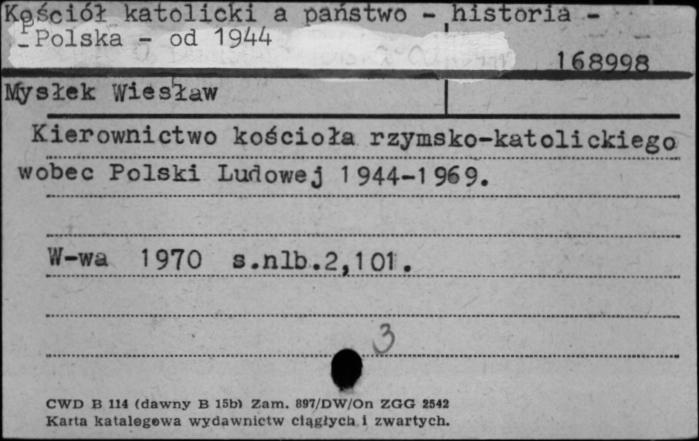 Kościół katolicki a państwo - historia -
- Polska - od 1944
168998
Mysłek Wiesław
Kierownictwo kościoła rzymsko-katolickiego
wobec Polski Ludowej 1944-1969.
W-wa 1970 s.nlb.2,101.
3
CWD B 114 (dawny B 15b) Zam. 897/DW/On ZGG 2542
Karta katalogowa wydawnictw ciągłych i zwartych.